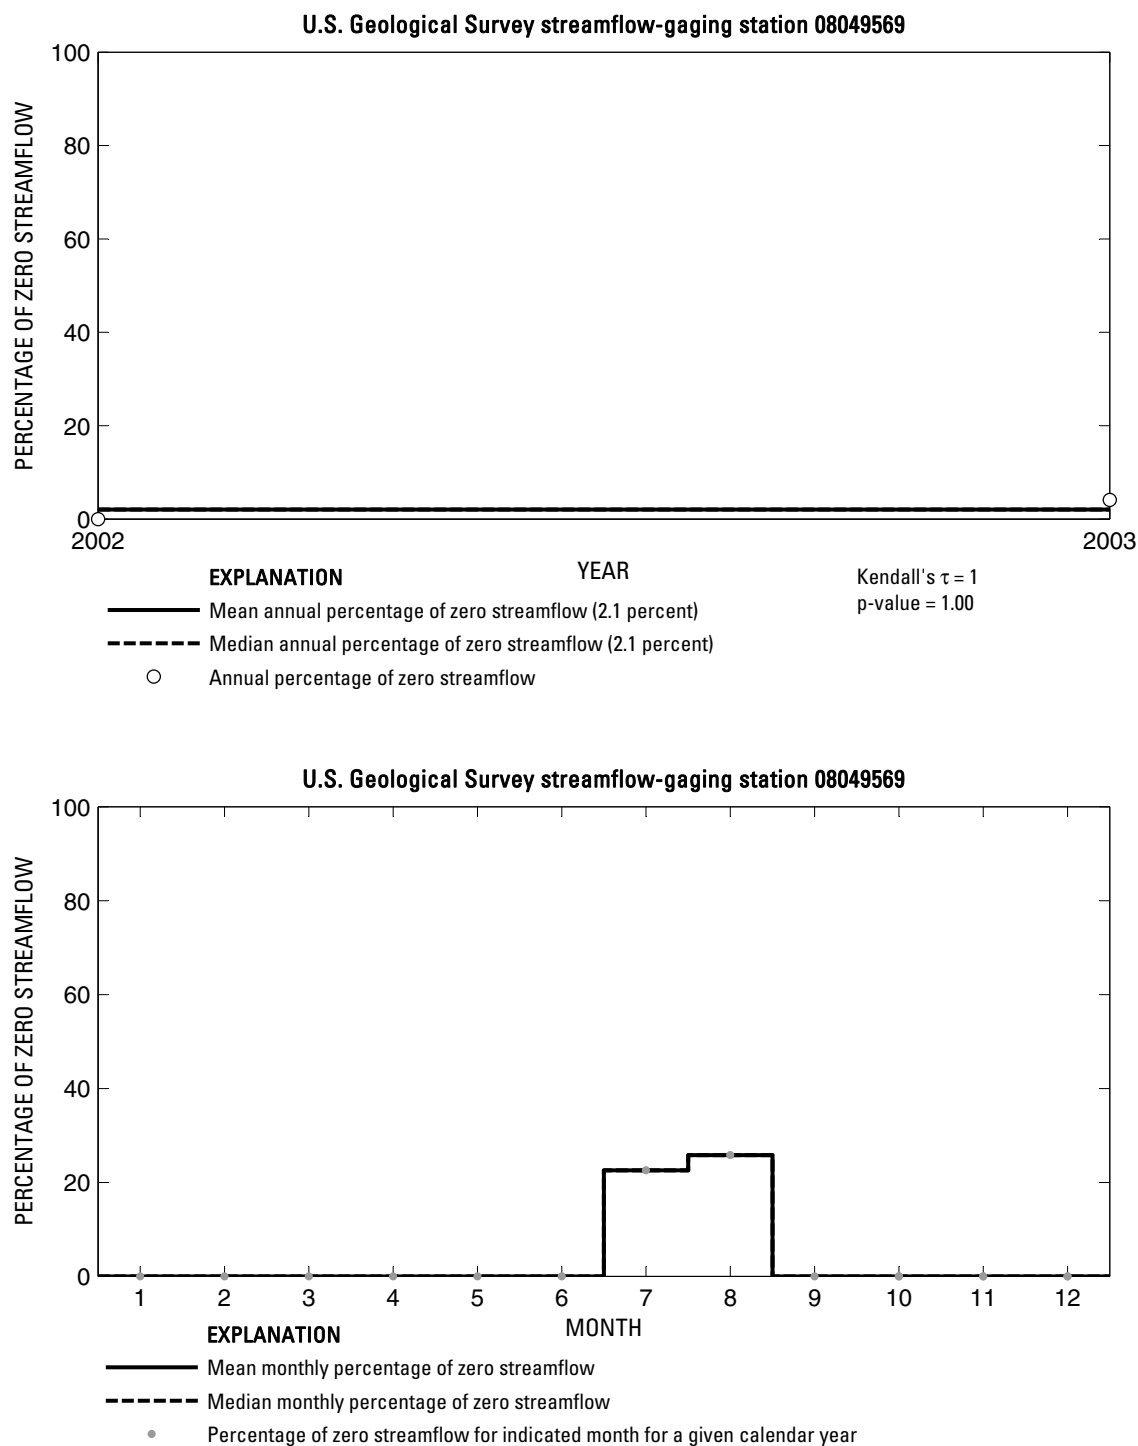 U.S. Geological Survey streamflow-gaging station 08049569
100
80
60
40
20
0
PERCENTAGE OF ZERO STREAMFLOW
2002
2003
YEAR
EXPLANATION
Mean annual percentage of zero streamflow (2.1 percent)
Median annual percentage of zero streamflow (2.1 percent)
Annual percentage of zero streamflow
Kendall's τ = 1
p-value = 1.00
U.S. Geological Survey streamflow-gaging station 08049569
100
80
60
40
20
0
PERCENTAGE OF ZERO STREAMFLOW
1 2 3 4 5 6 7 8 9 10 11 12
MONTH
EXPLANATION
Mean monthly percentage of zero streamflow
Median monthly percentage of zero streamflow
Percentage of zero streamflow for indicated month for a given calendar year